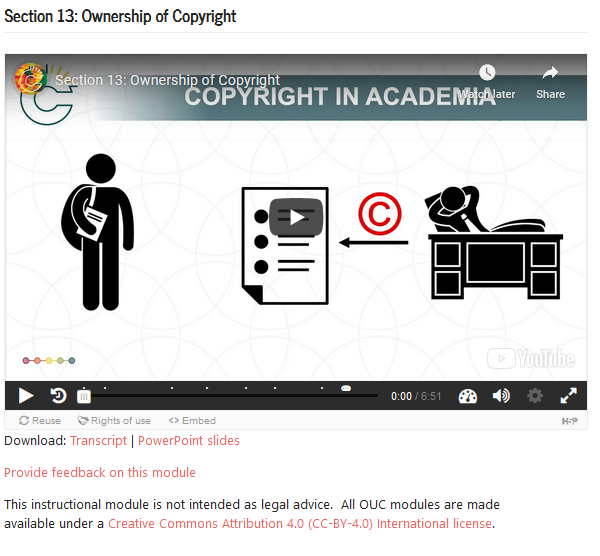 Section 13: Ownership of Copyright
Section 13: Ownership of Copyright
Watch later
Share
COPYRIGHT IN ACADEMIA
C
©
YouTube
0:00 / 6:51
Reuse Rights of use <> Embed H-P
Download: Transcript | PowerPoint slides
Provide feedback on this module
This instructional module is not intended as legal advice. All OUC modules are made
available under a Creative Commons Attribution 4.0 (CC-BY-4.0) International license.